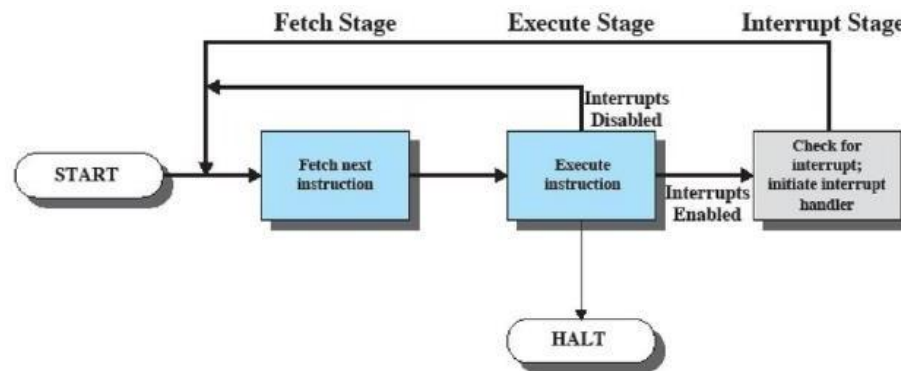 Fetch Stage
Execute Stage
Interrupt Stage
Interrupts
Disabled
START
Fetch next
instruction
Execute
instruction
Interrupts
Enabled
Check for
interrupt;
initiate interrupt
handler
HALT